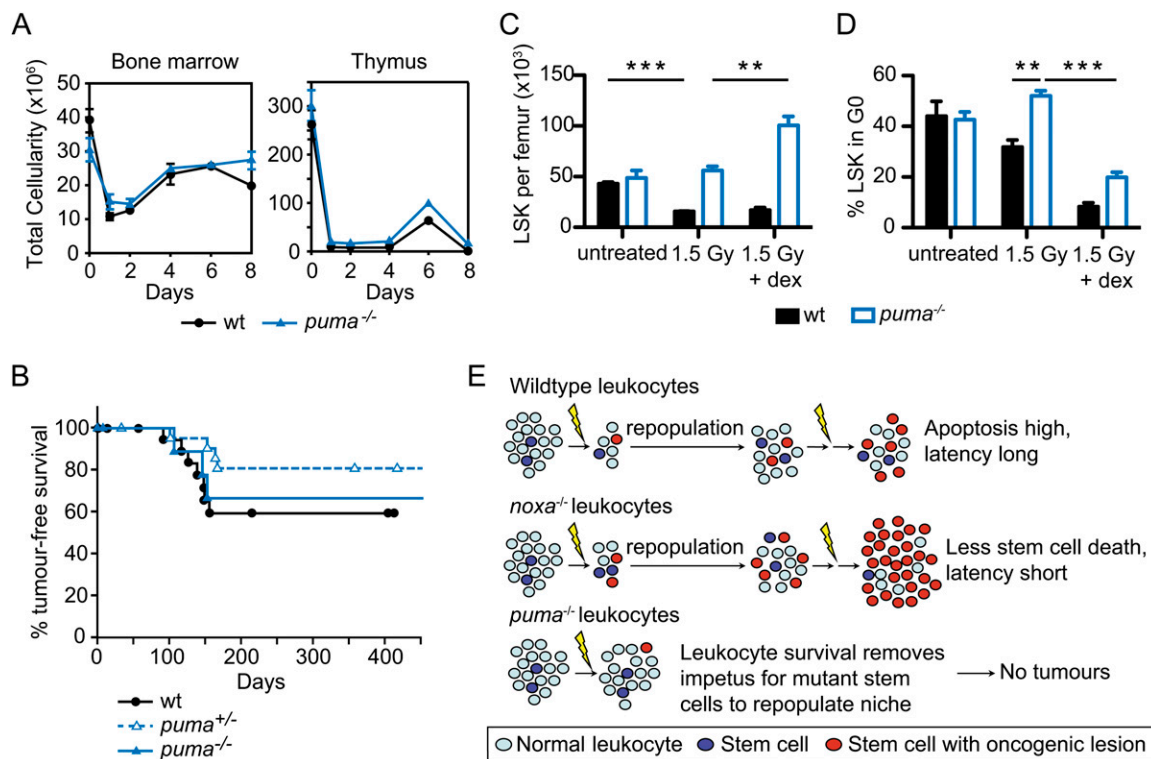 A
Bone marrow
Thymus
Total Cellularity (x10⁶)
50
40
30
20
10
0
0 2 4 6 8
Days
300
200
100
0
0 2 4 6 8
Days
wt puma-/-
B
% tumour-free survival
100
80
60
40
20
0
0 100 200 300 400
Days
wt
puma+/-
puma-/-
C
LSK per femur (x10³)
150
100
50
0
*** **
untreated 1.5 Gy 1.5 Gy
+ dex
D
% LSK in G0
60
40
20
0
** ***
untreated 1.5 Gy 1.5 Gy
+ dex
wt puma-/-
E
Wildtype leukocytes
repopulation
Apoptosis high,
latency long
noxa-/- leukocytes
repopulation
Less stem cell death,
latency short
puma-/- leukocytes
Leukocyte survival removes
impetus for mutant stem
cells to repopulate niche
No tumours
Normal leukocyte Stem cell Stem cell with oncogenic lesion